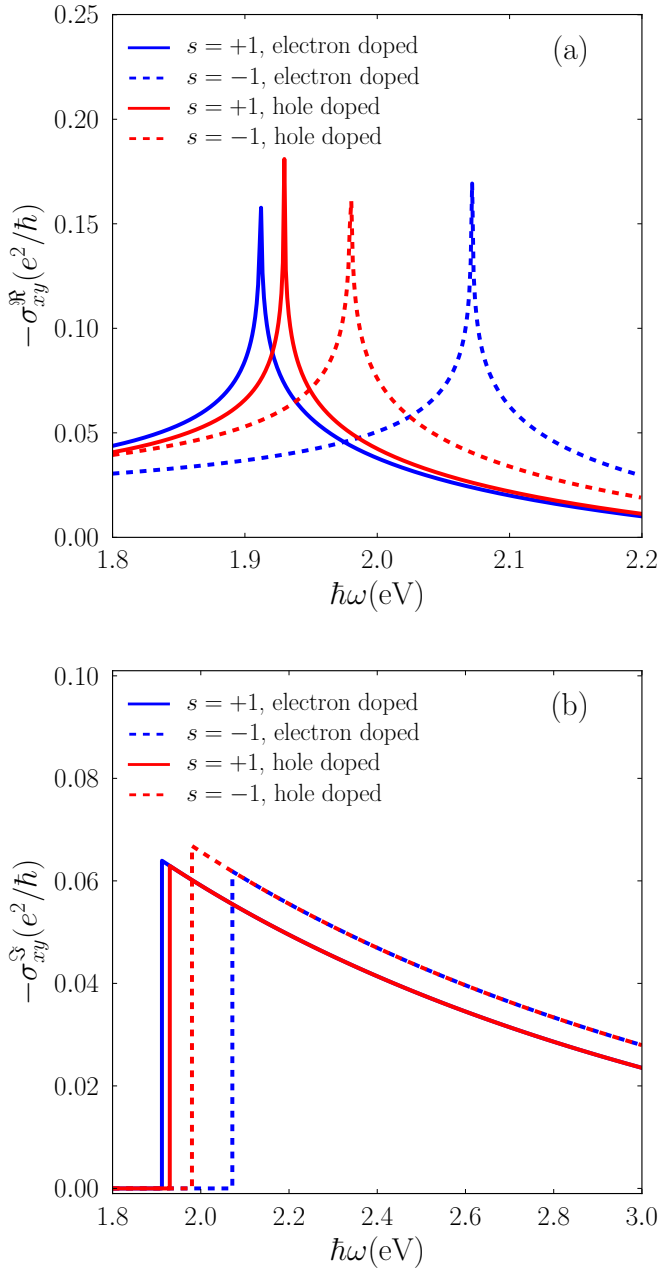 0.25
0.20
0.15
0.10
0.05
0.00
−σ_{xy}^ℜ(e²/ħ)
s = +1, electron doped
s = −1, electron doped
s = +1, hole doped
s = −1, hole doped
(a)
1.8 1.9 2.0 2.1 2.2
ħω(eV)
0.10
0.08
0.06
0.04
0.02
0.00
−σ_{xy}^ℑ(e²/ħ)
s = +1, electron doped
s = −1, electron doped
s = +1, hole doped
s = −1, hole doped
(b)
1.8 2.0 2.2 2.4 2.6 2.8 3.0
ħω(eV)